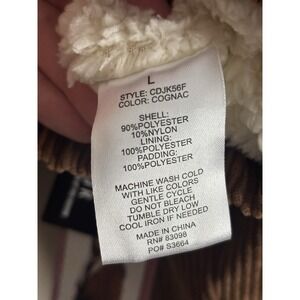 L
STYLE: CDJK56F
COLOR: COGNAC
SHELL:
90%POLYESTER
10%NYLON
LINING:
100%POLYESTER
PADDING:
100%POLYESTER
MACHINE WASH COLD
WITH LIKE COLORS
GENTLE CYCLE
DO NOT BLEACH
TUMBLE DRY LOW
COOL IRON IF NEEDED
MADE IN CHINA
RN# 83098
PO# S3664